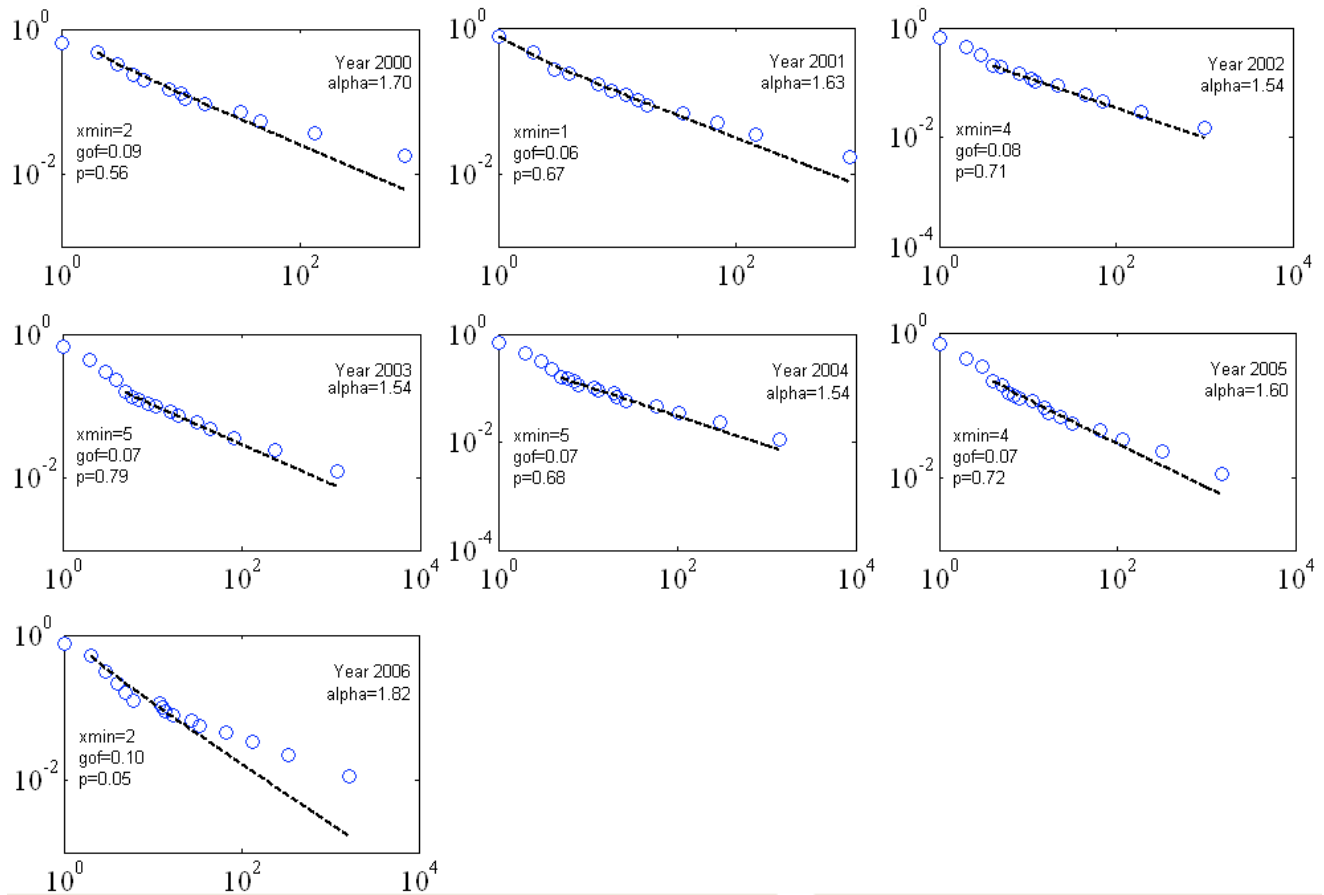 10^0
Year 2000
alpha=1.70
xmin=2
gof=0.09
p=0.56
10^-2
10^0
10^2
10^0
Year 2001
alpha=1.63
xmin=1
gof=0.06
p=0.67
10^-2
10^0
10^2
10^0
Year 2002
alpha=1.54
10^-2
xmin=4
gof=0.08
p=0.71
10^-4
10^0
10^2
10^4
10^0
Year 2003
alpha=1.54
xmin=5
gof=0.07
p=0.79
10^-2
10^0
10^2
10^4
10^0
Year 2004
alpha=1.54
10^-2
xmin=5
gof=0.07
p=0.68
10^-4
10^0
10^2
10^4
10^0
Year 2005
alpha=1.60
xmin=4
gof=0.07
p=0.72
10^-2
10^0
10^2
10^4
10^0
Year 2006
alpha=1.82
xmin=2
gof=0.10
p=0.05
10^-2
10^0
10^2
10^4